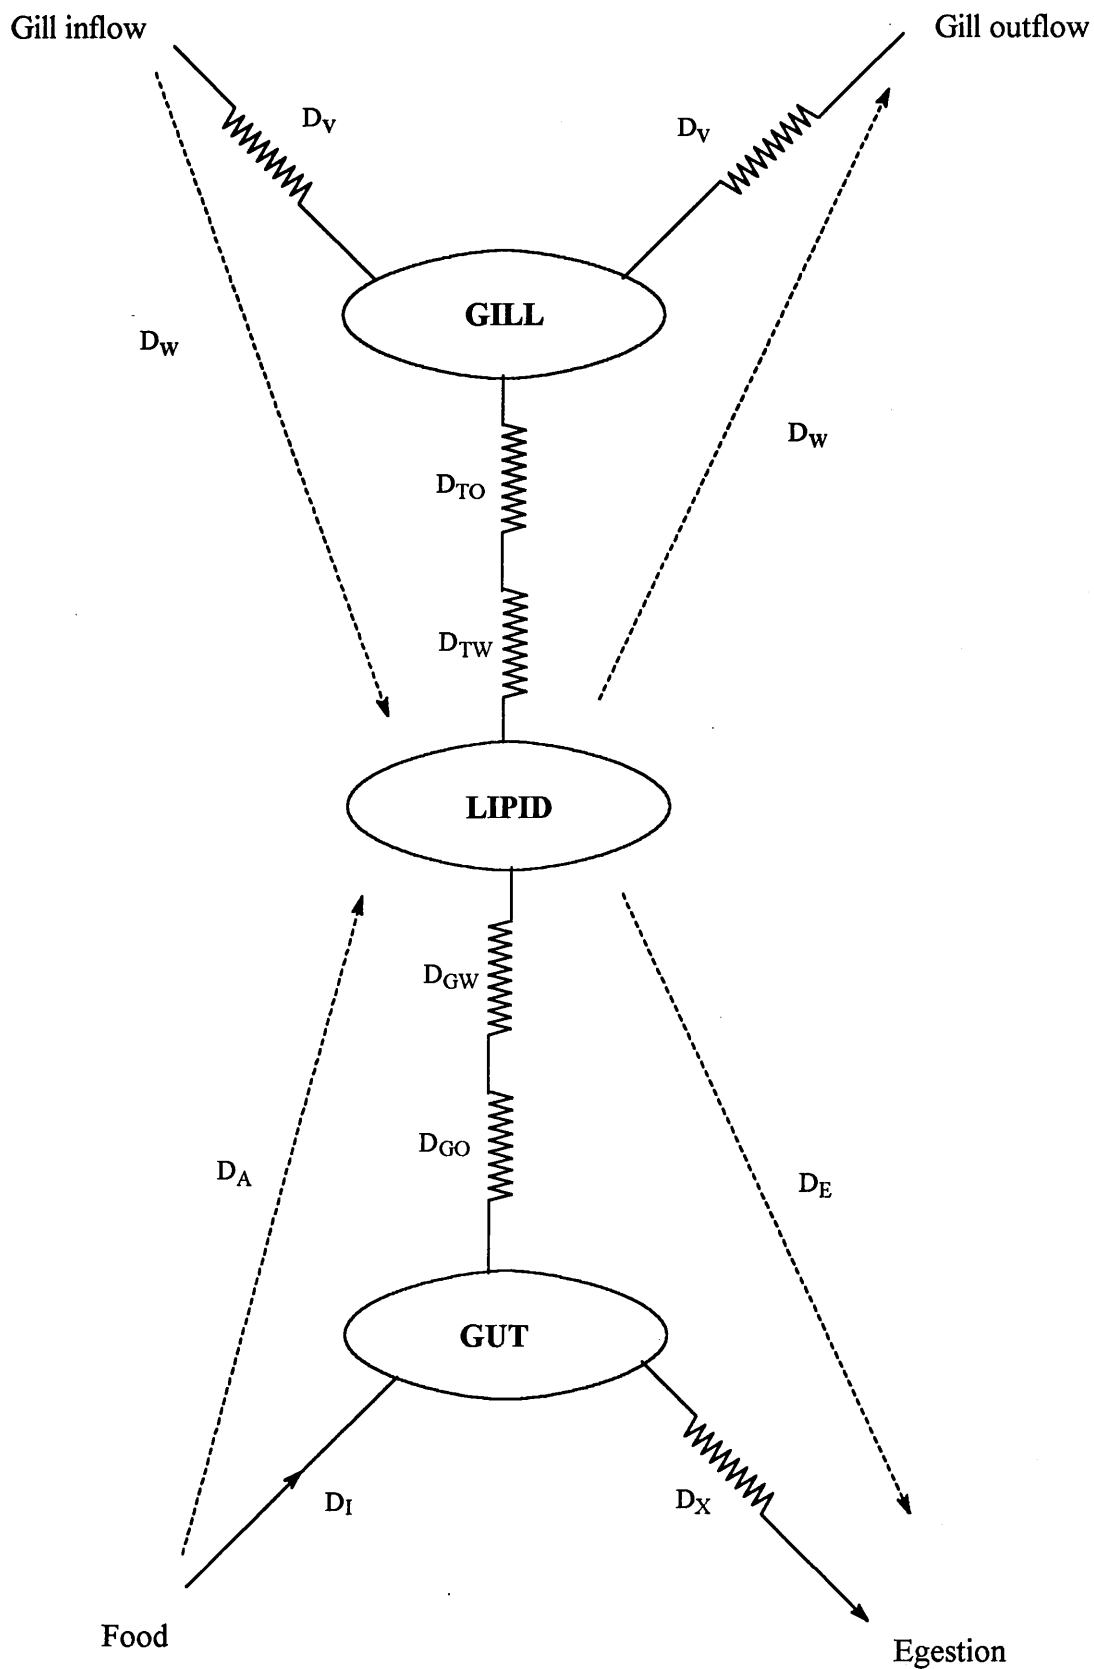 Gill inflow
Gill outflow
DV
DV
GILL
DW
DW
DTO
DTW
LIPID
DGW
DGO
DA
DE
GUT
DI
DX
Food
Egestion